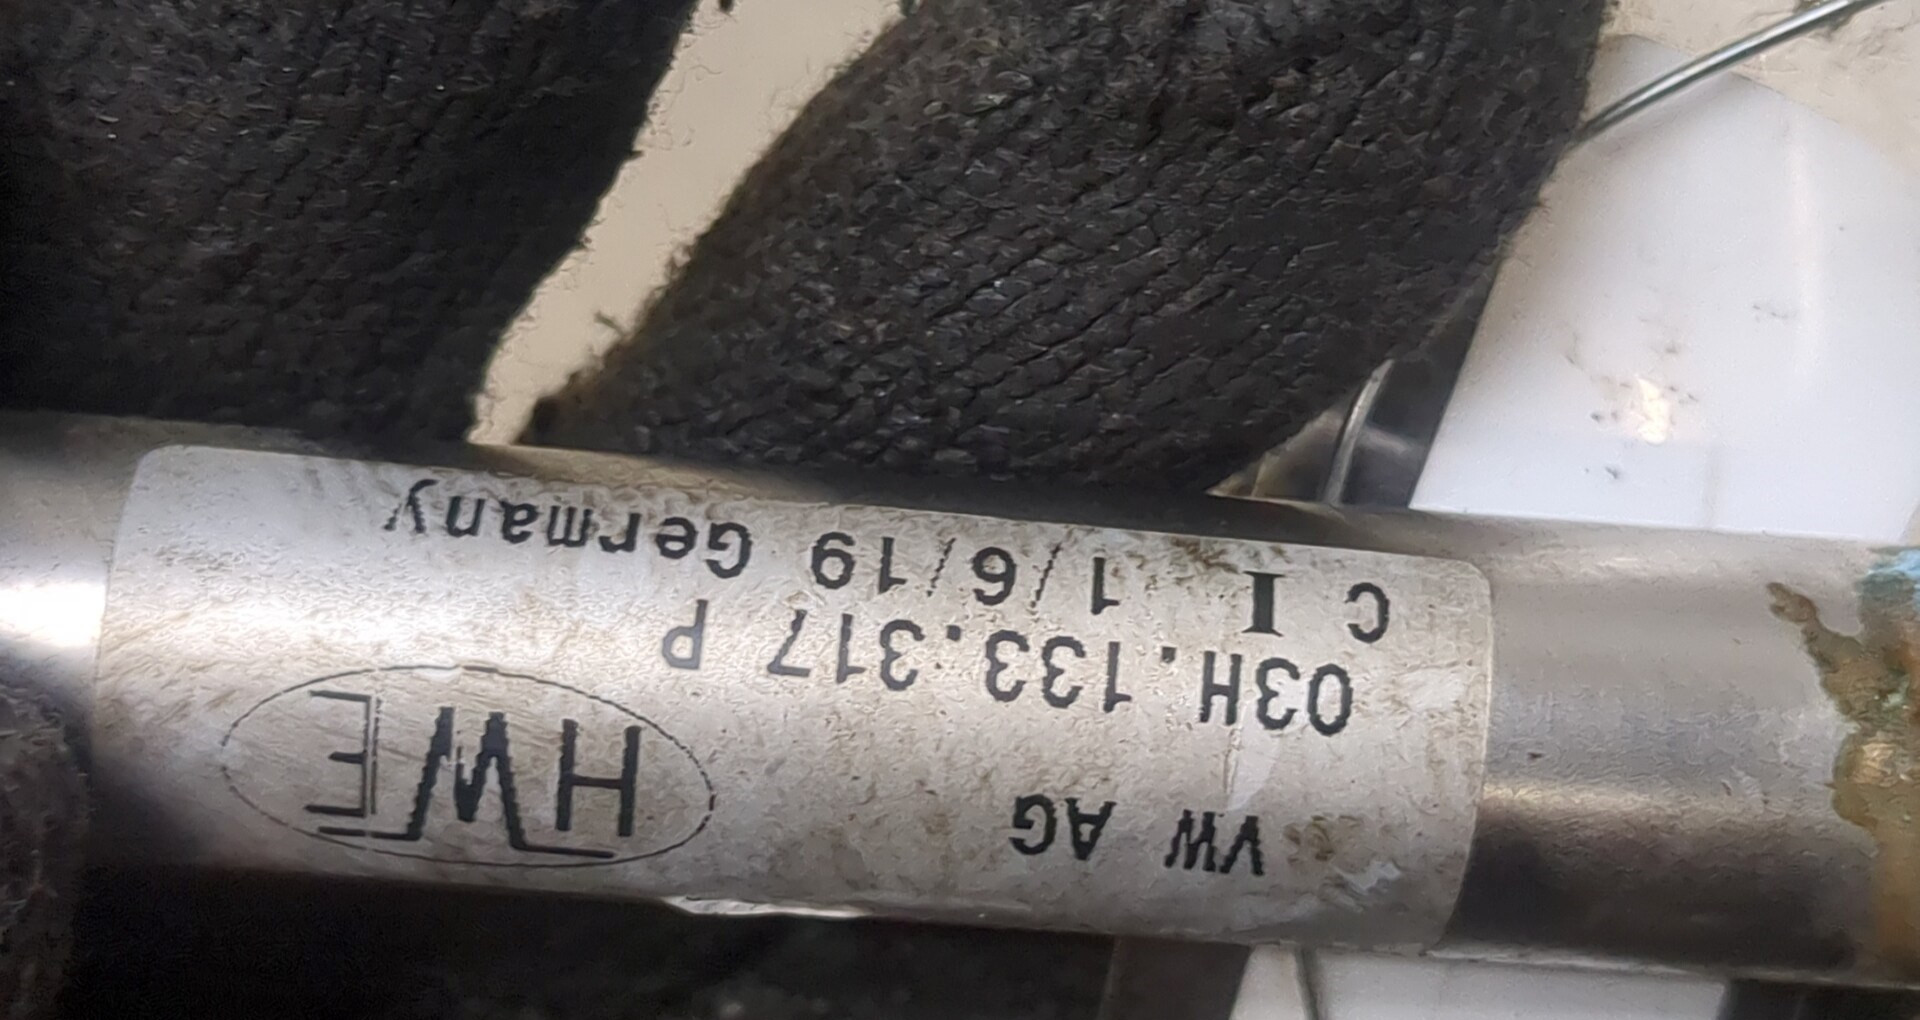 VW AG
HWE
03H.133.317 P
C I 1/6/19 Germany